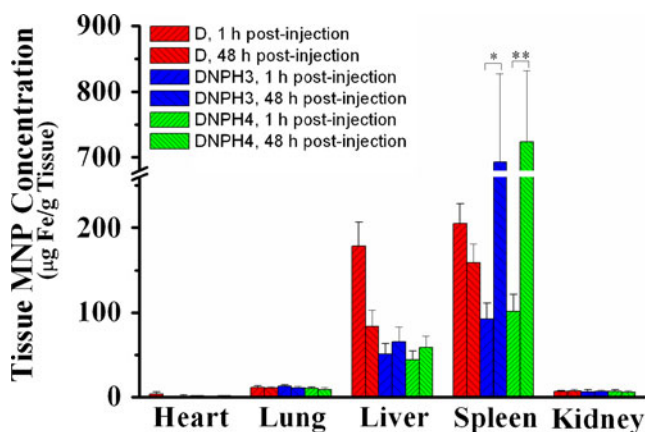 900
800
700
200
100
0
Tissue MNP Concentration
(µg Fe/g Tissue)
D, 1 h post-injection
D, 48 h post-injection
DNPH3, 1 h post-injection
DNPH3, 48 h post-injection
DNPH4, 1 h post-injection
DNPH4, 48 h post-injection
* **
Heart Lung Liver Spleen Kidney